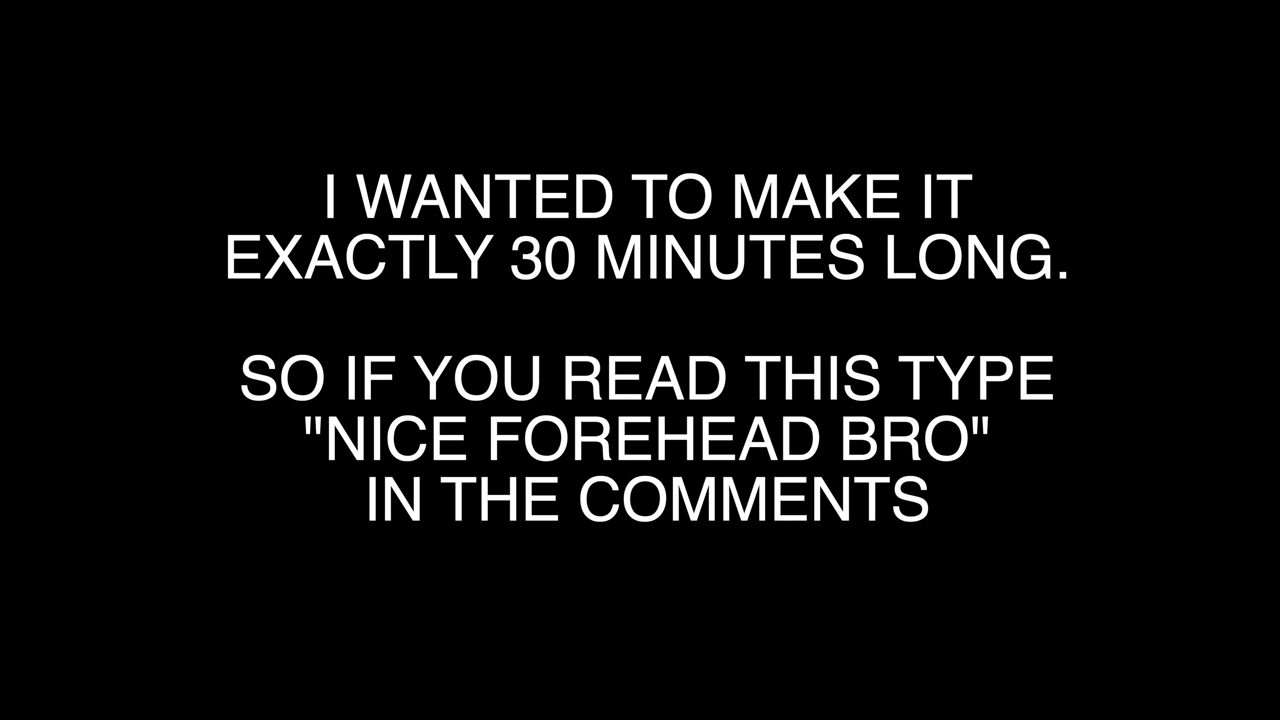 I WANTED TO MAKE IT
EXACTLY 30 MINUTES LONG.
SO IF YOU READ THIS TYPE
"NICE FOREHEAD BRO"
IN THE COMMENTS